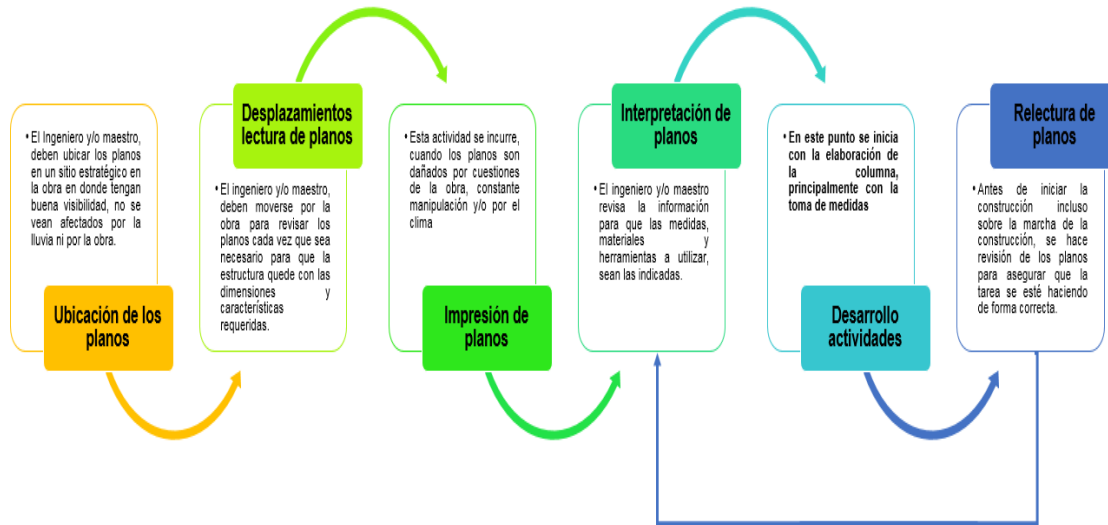 • El Ingeniero y/o maestro,
deben ubicar los planos
en un sitio estratégico en
la obra en donde tengan
buena visibilidad, no se
vean afectados por la
lluvia ni por la obra.
Ubicación de los
planos
Desplazamientos
lectura de planos
• El ingeniero y/o maestro,
deben moverse por la
obra para revisar los
planos cada vez que sea
necesario para que la
estructura quede con las
dimensiones y
características
requeridas.
• Esta actividad se incurre,
cuando los planos son
dañados por cuestiones
de la obra, constante
manipulación y/o por el
clima
Impresión de
planos
Interpretación de
planos
• El ingeniero y/o maestro
revisa la información
para que las medidas,
materiales y
herramientas a utilizar,
sean las indicadas.
• En este punto se inicia
con la elaboración de
la columna,
principalmente con la
toma de medidas
Desarrollo
actividades
Relectura de
planos
• Antes de iniciar la
construcción incluso
sobre la marcha de la
construcción, se hace
revisión de los planos
para asegurar que la
tarea se esté haciendo
de forma correcta.